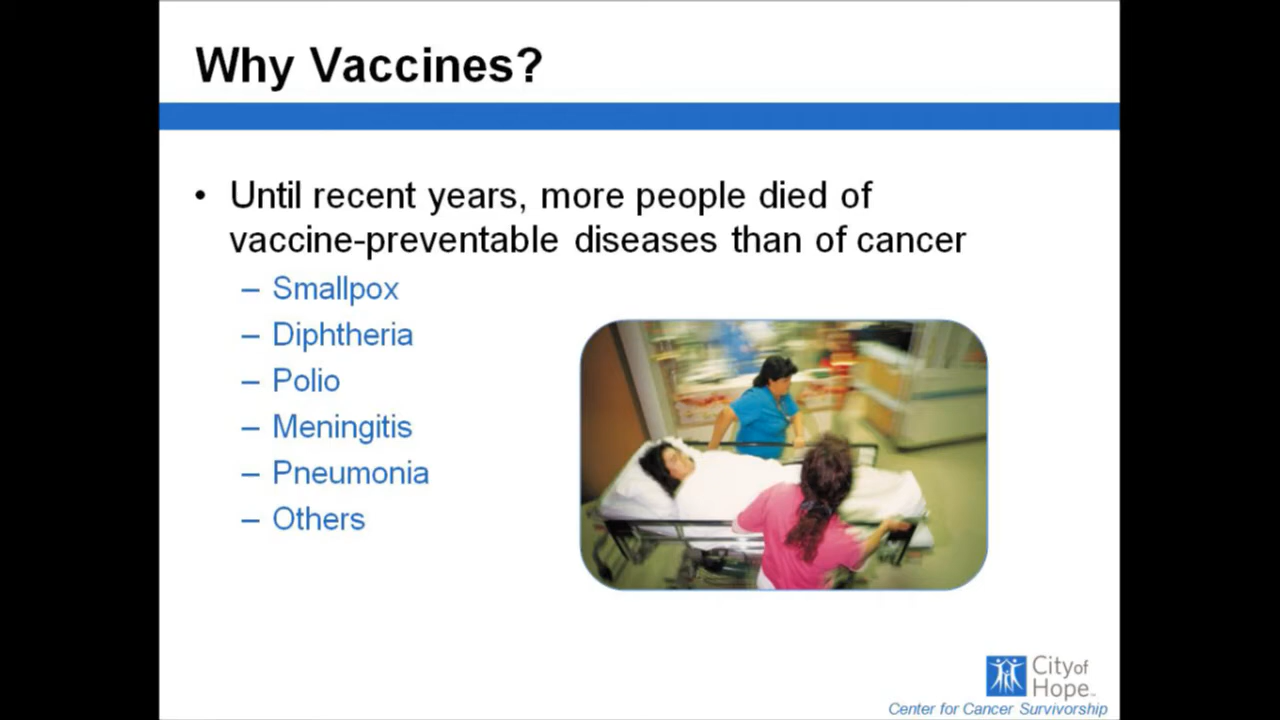 Why Vaccines?
• Until recent years, more people died of
vaccine-preventable diseases than of cancer
– Smallpox
– Diphtheria
– Polio
– Meningitis
– Pneumonia
– Others
City of
Hope™
Center for Cancer Survivorship